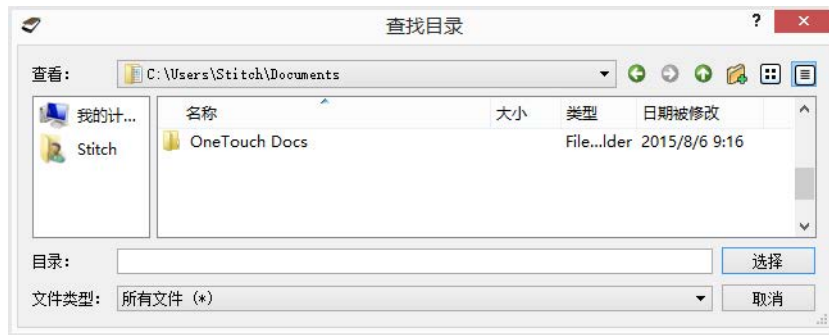 查找目录
?
查看: C:\Users\Stitch\Documents
我的计...
Stitch
名称 大小 类型 日期被修改
OneTouch Docs File...lder 2015/8/6 9:16
目录: 选择
文件类型: 所有文件 (*) 取消